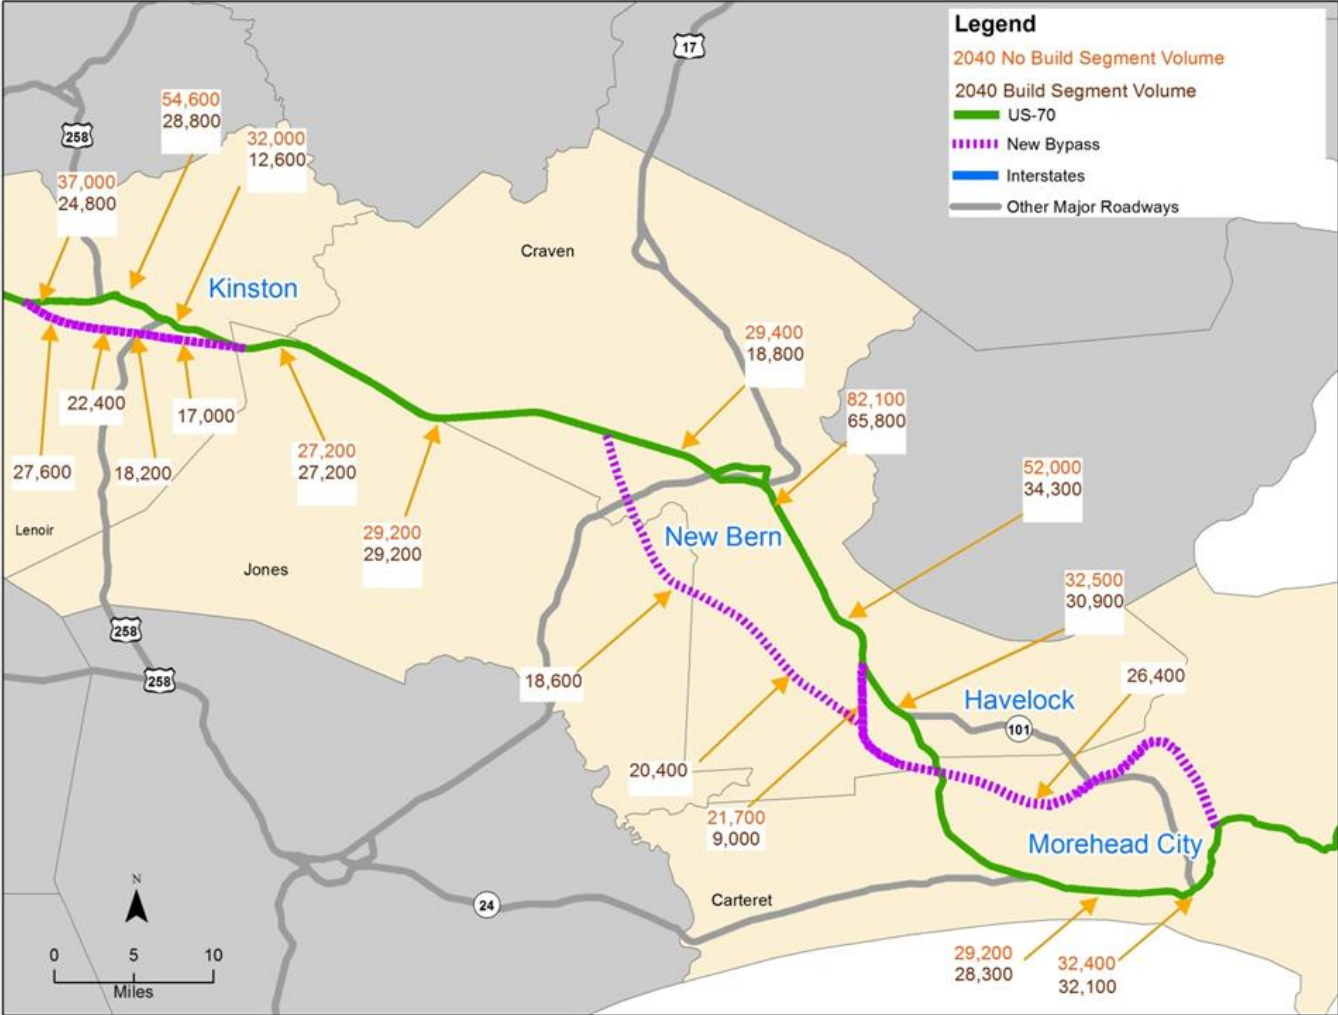 Legend
2040 No Build Segment Volume
2040 Build Segment Volume
US-70
New Bypass
Interstates
Other Major Roadways
17
258
54,600
28,800
32,000
12,600
37,000
24,800
Craven
Kinston
29,400
18,800
82,100
65,800
22,400
17,000
27,600
18,200
27,200
27,200
52,000
34,300
Lenoir
29,200
29,200
New Bern
Jones
32,500
30,900
258
258
18,600
26,400
Havelock
101
20,400
21,700
9,000
Morehead City
Carteret
24
N
0 5 10
Miles
29,200
28,300
32,400
32,100